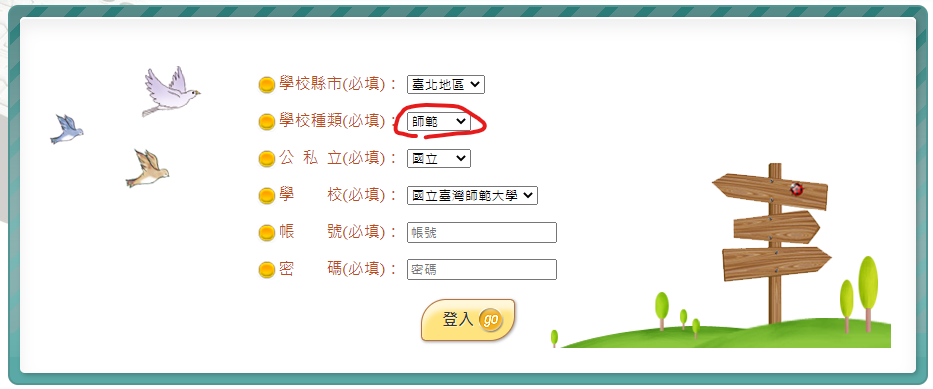 學校縣市(必填)： 臺北地區
學校種類(必填)： 師範
公 私 立(必填)： 國立
學 校(必填)： 國立臺灣師範大學
帳 號(必填)： 帳號
密 碼(必填)： 密碼
登入 go